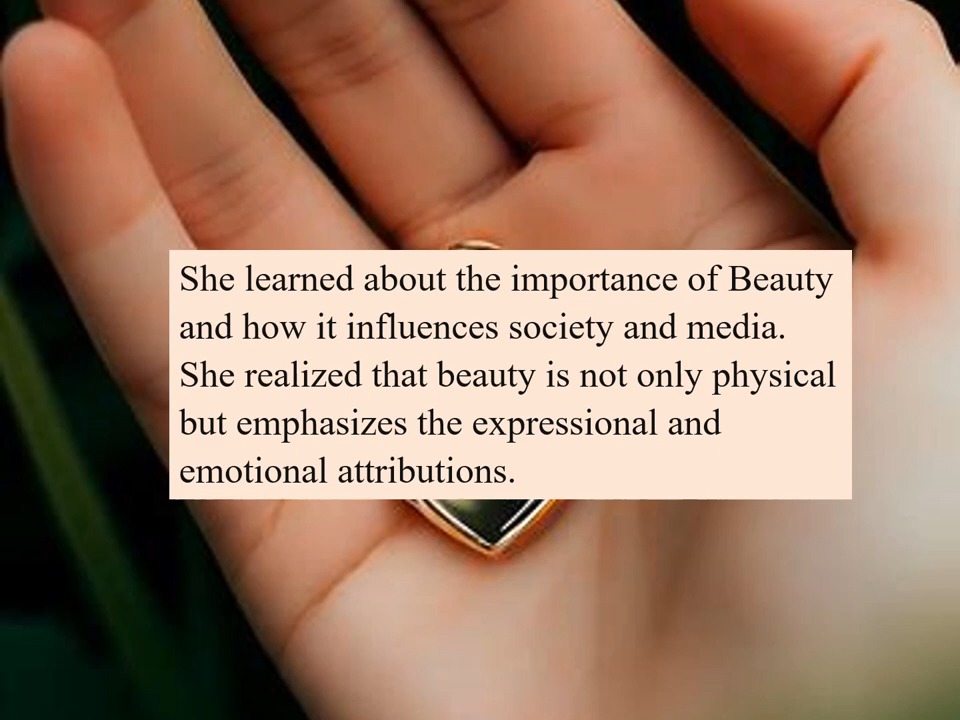 She learned about the importance of Beauty
and how it influences society and media.
She realized that beauty is not only physical
but emphasizes the expressional and
emotional attributions.